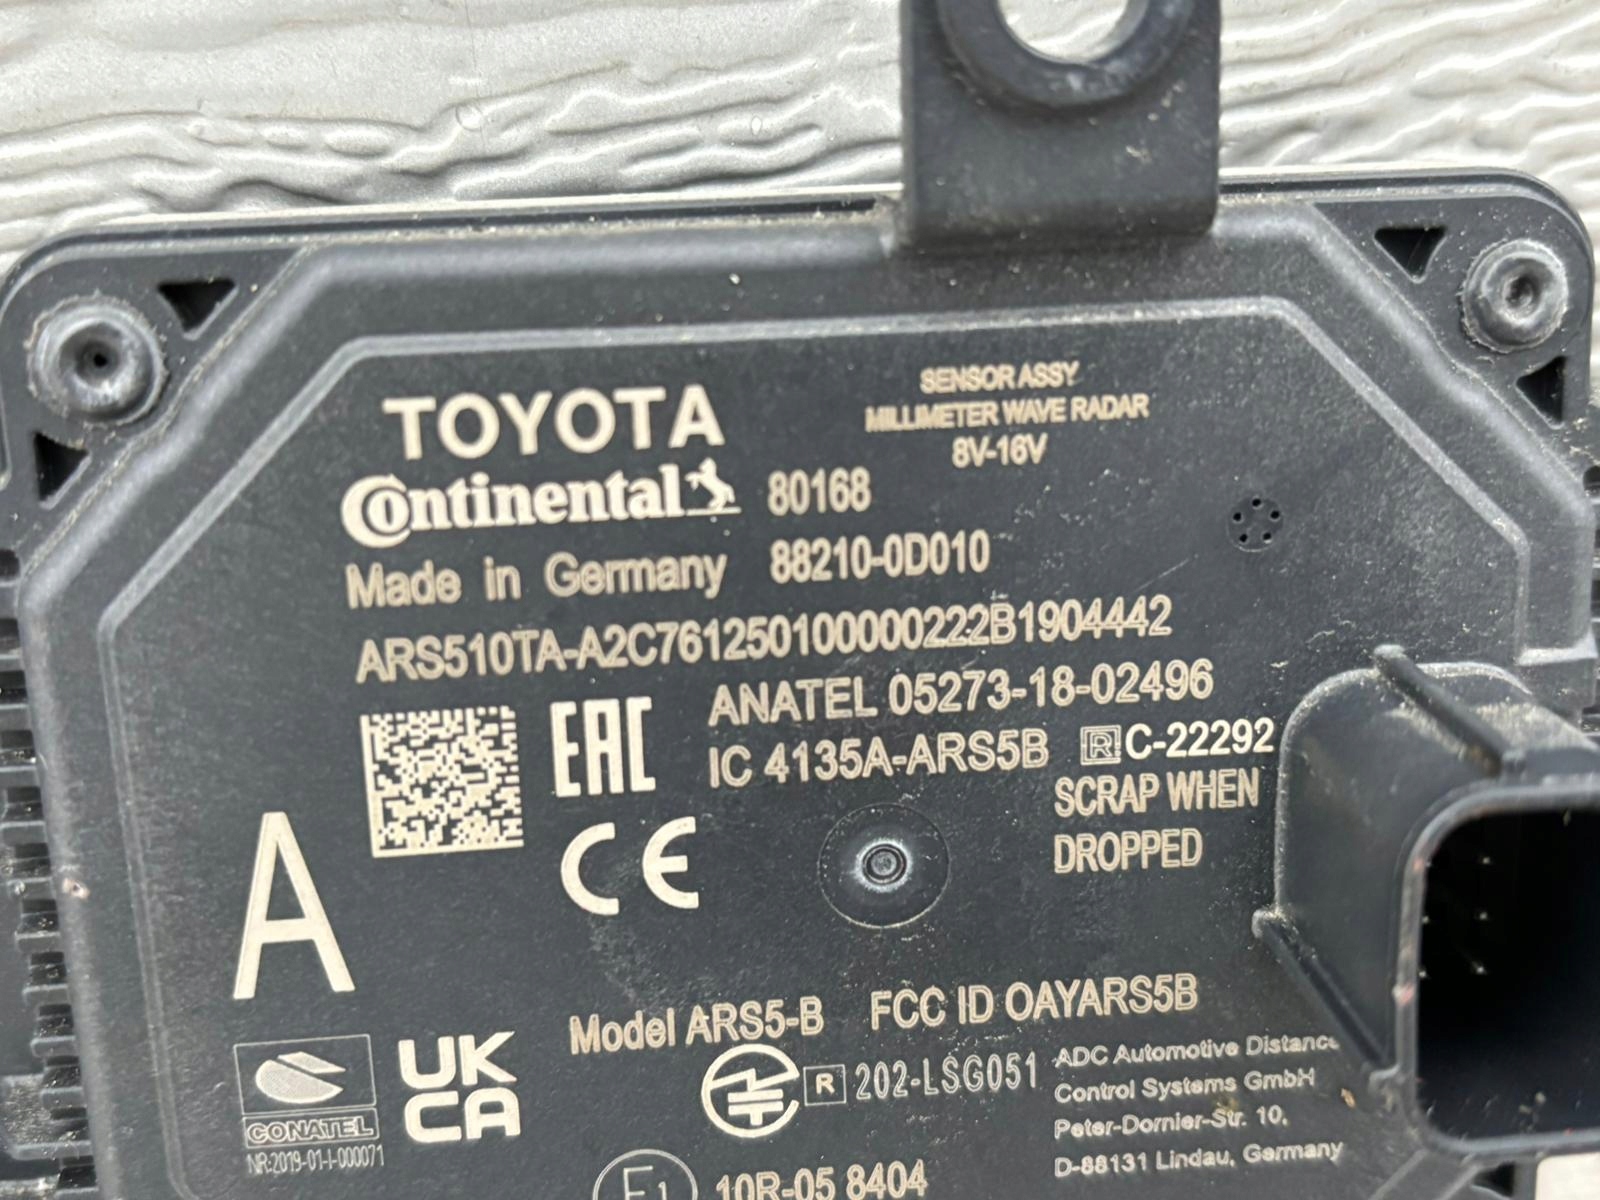 TOYOTA
SENSOR ASSY
MILLIMETER WAVE RADAR
8V-16V
Continental 80168
Made in Germany 88210-0D010
ARS510TA-A2C761250100000222B1904442
EAC
ANATEL 05273-18-02496
IC 4135A-ARS5B R C-22292
SCRAP WHEN
DROPPED
A
CE
Model ARS5-B FCC ID OAYARS5B
R 202-LSG051
ADC Automotive Distance
Control Systems GmbH
Peter-Dornier-Str. 10,
D-88131 Lindau, Germany
CONATEL
NR:2019-01-I-000071
UK
CA
E1 10R-05 8404